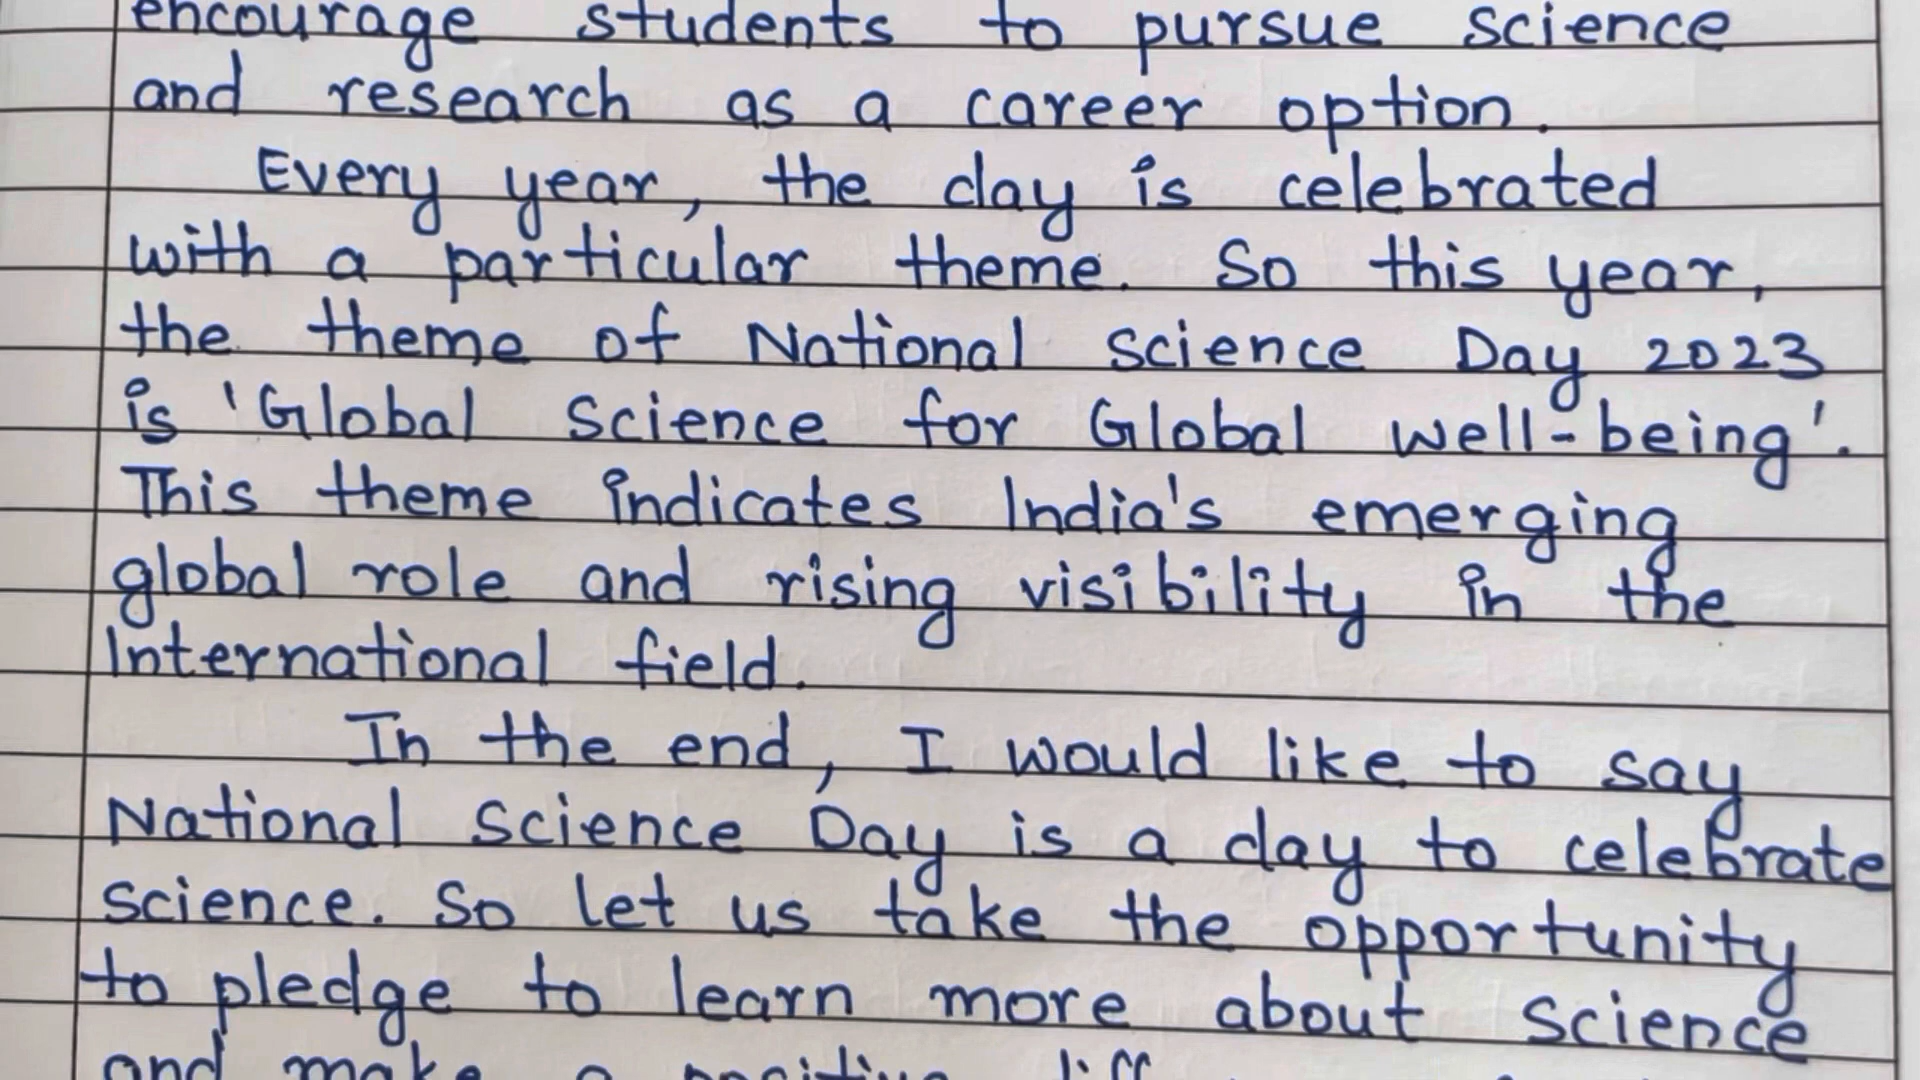 encourage students to pursue science
and research as a career option.
Every year, the day is celebrated
with a particular theme. So this year,
the theme of National Science Day 2023
is 'Global Science for Global well-being'.
This theme indicates India's emerging
global role and rising visibility in the
International field.
In the end, I would like to say
National Science Day is a day to celebrate
science. So let us take the opportunity
to pledge to learn more about science
and make a positive